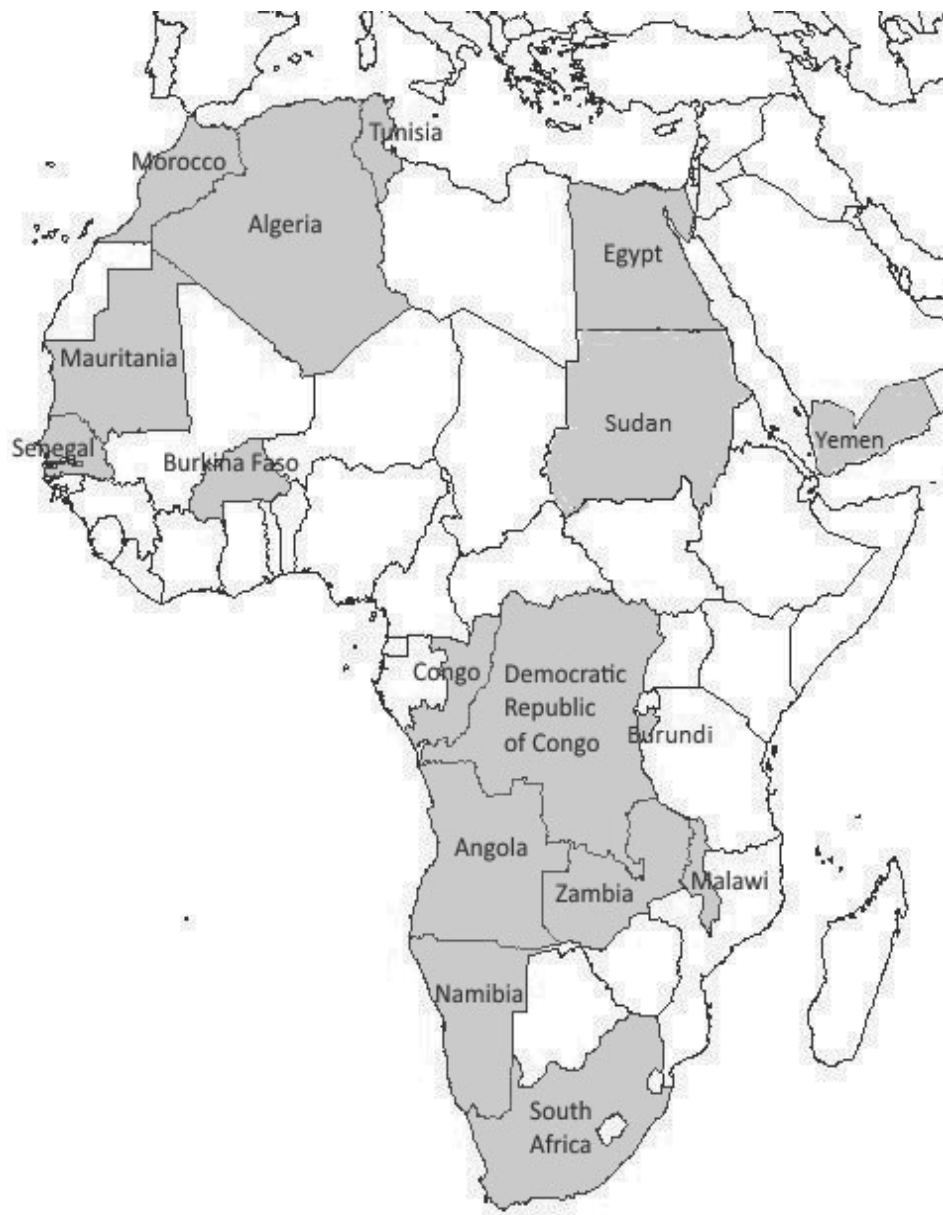 Tunisia
Morocco
Algeria
Egypt
Mauritania
Sudan
Senegal
Yemen
Burkina Faso
Congo
Democratic
Republic
of Congo
Burundi
Angola
Zambia
Malawi
Namibia
South
Africa